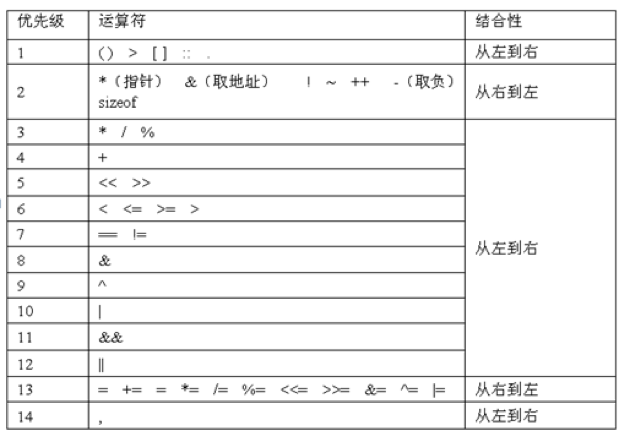 优先级 运算符 结合性
1 () > [ ] :: . 从左到右
2 *（指针） &（取地址） ! ~ ++ -（取负）
sizeof 从右到左
3 * / %
4 +
5 << >>
6 < <= >= >
7 == != 从左到右
8 &
9 ^
10 |
11 &&
12 ||
13 = += = *= /= %= <<= >>= &= ^= |= 从右到左
14 , 从左到右